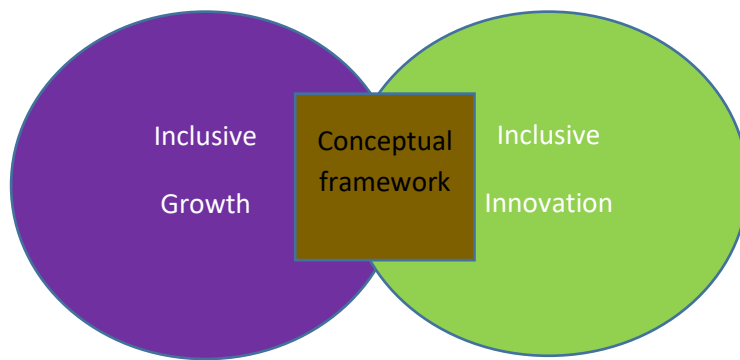 Inclusive
Growth
Conceptual
framework
Inclusive
Innovation